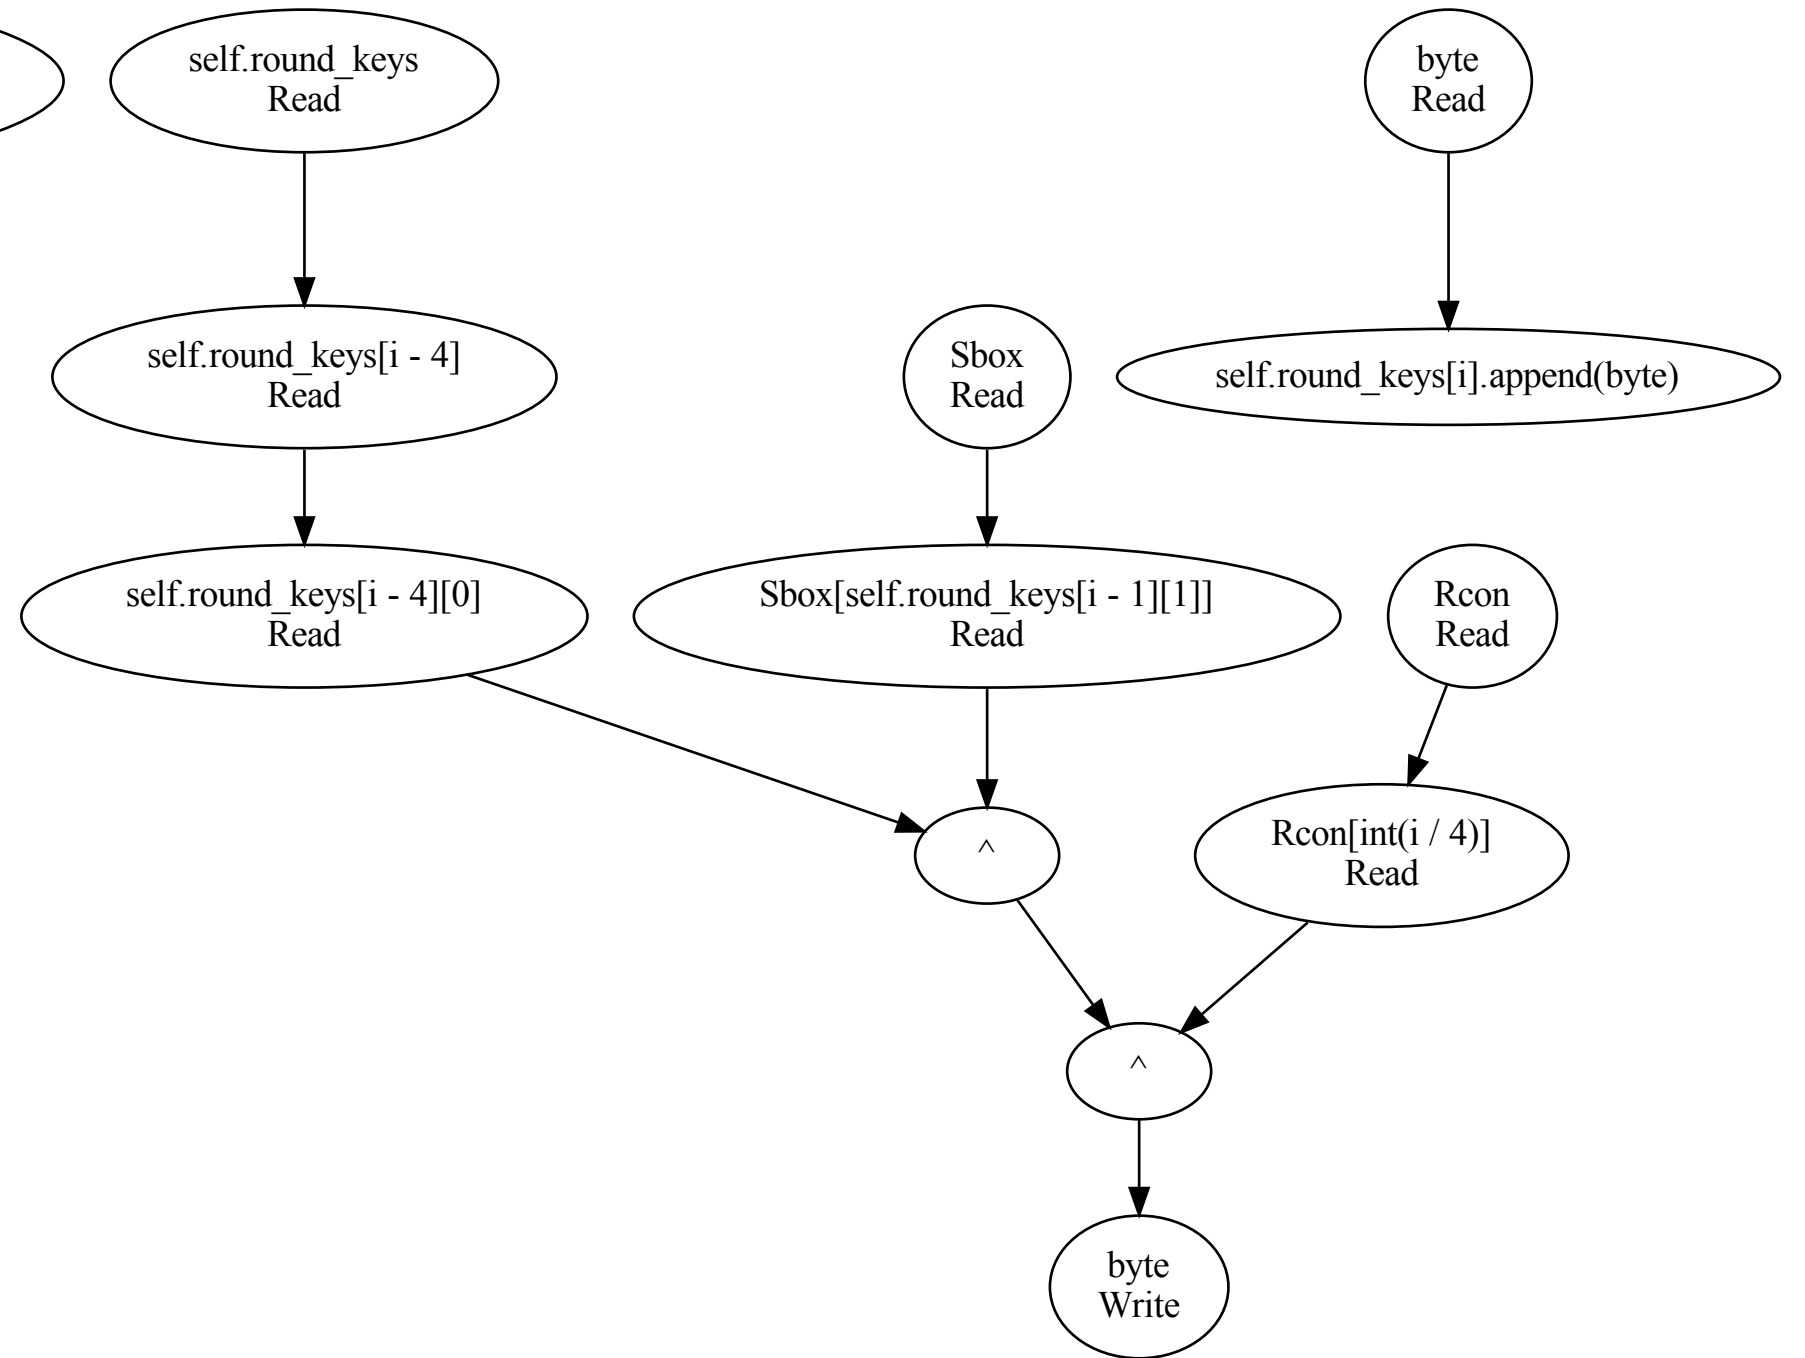 self.round_keys
Read
byte
Read
self.round_keys[i - 4]
Read
Sbox
Read
self.round_keys[i].append(byte)
self.round_keys[i - 4][0]
Read
Sbox[self.round_keys[i - 1][1]]
Read
Rcon
Read
^
Rcon[int(i / 4)]
Read
^
byte
Write